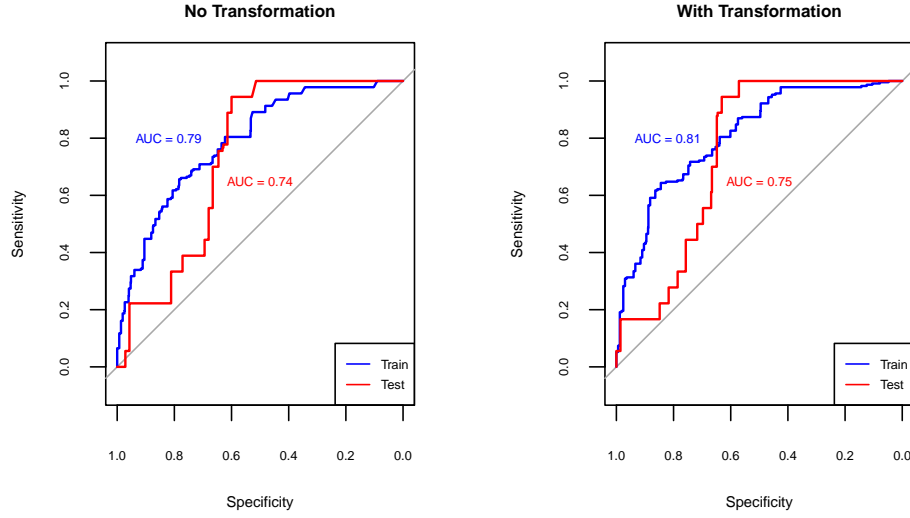 No Transformation
Sensitivity
1.0
0.8
0.6
0.4
0.2
0.0
AUC = 0.79
AUC = 0.74
Train
Test
1.0 0.8 0.6 0.4 0.2 0.0
Specificity
With Transformation
Sensitivity
1.0
0.8
0.6
0.4
0.2
0.0
AUC = 0.81
AUC = 0.75
Train
Test
1.0 0.8 0.6 0.4 0.2 0.0
Specificity